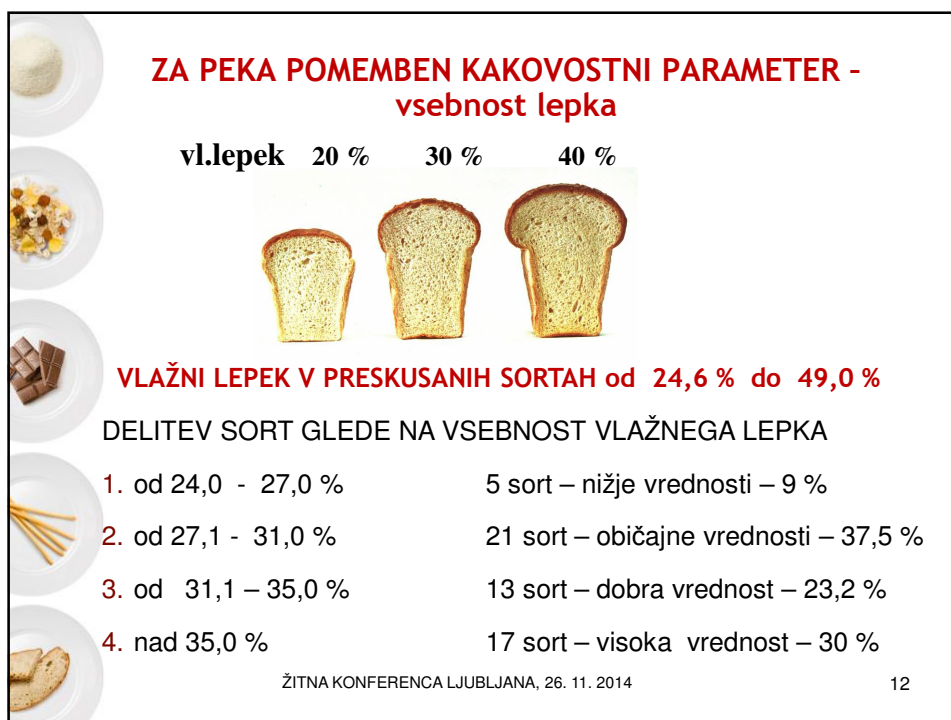 ZA PEKA POMEMBEN KAKOVOSTNI PARAMETER –
vsebnost lepka
vl.lepek 20 % 30 % 40 %
VLAŽNI LEPEK V PRESKUSANIH SORTAH od 24,6 % do 49,0 %
DELITEV SORT GLEDE NA VSEBNOST VLAŽNEGA LEPKA
1. od 24,0 - 27,0 % 5 sort – nižje vrednosti – 9 %
2. od 27,1 - 31,0 % 21 sort – običajne vrednosti – 37,5 %
3. od 31,1 – 35,0 % 13 sort – dobra vrednost – 23,2 %
4. nad 35,0 % 17 sort – visoka vrednost – 30 %
ŽITNA KONFERENCA LJUBLJANA, 26. 11. 2014 12